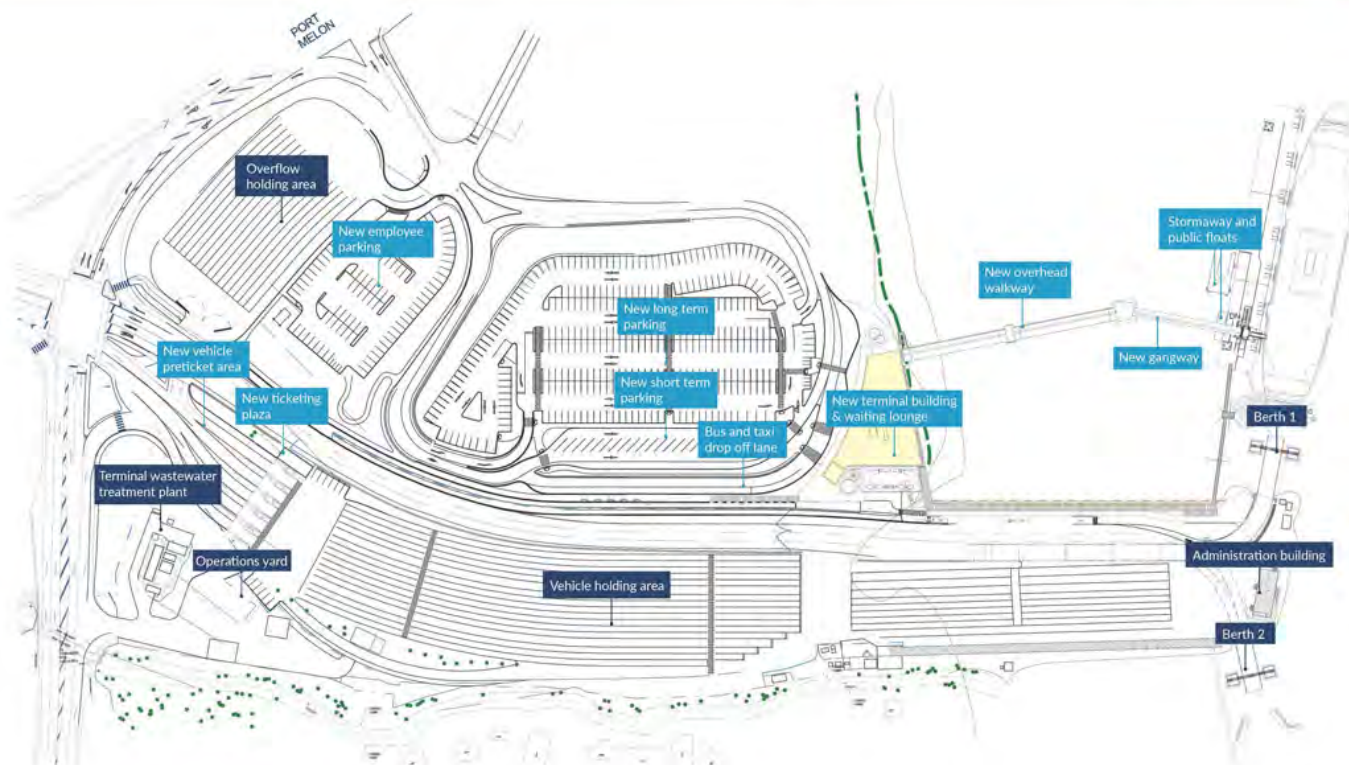 PORT
MELON
Overflow
holding area
New employee
parking
Stormaway and
public floats
New overhead
walkway
New long term
parking
New gangway
New vehicle
preticket area
New short term
parking
New ticketing
plaza
New terminal building
& waiting lounge
Bus and taxi
drop off lane
Berth 1
Terminal wastewater
treatment plant
Operations yard
Administration building
Vehicle holding area
Berth 2